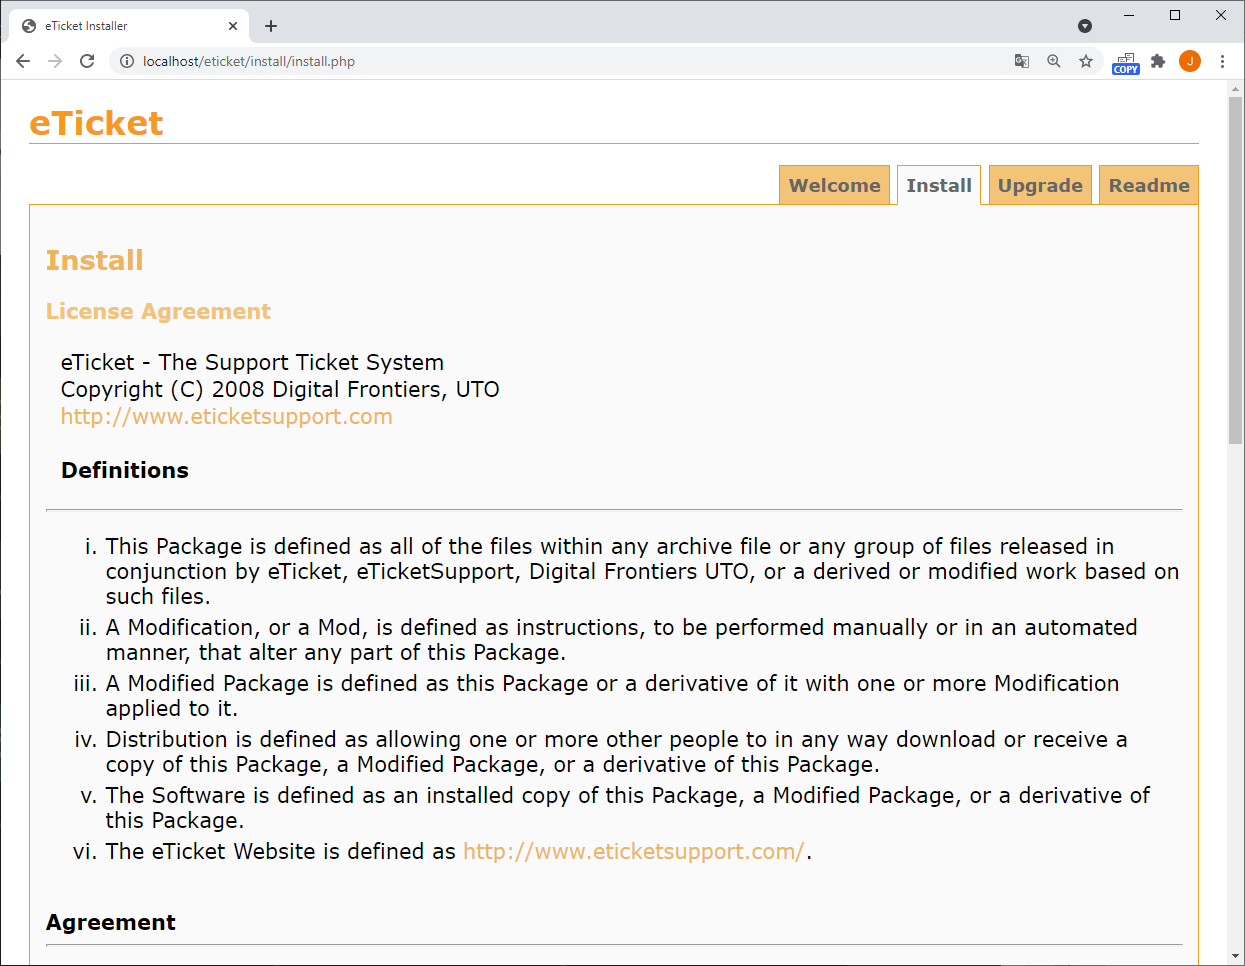 eTicket Installer
localhost/eticket/install/install.php
COPY
J
eTicket
Welcome
Install
Upgrade
Readme
Install
License Agreement
eTicket - The Support Ticket System
Copyright (C) 2008 Digital Frontiers, UTO
http://www.eticketsupport.com
Definitions
i. This Package is defined as all of the files within any archive file or any group of files released in
conjunction by eTicket, eTicketSupport, Digital Frontiers UTO, or a derived or modified work based on
such files.
ii. A Modification, or a Mod, is defined as instructions, to be performed manually or in an automated
manner, that alter any part of this Package.
iii. A Modified Package is defined as this Package or a derivative of it with one or more Modification
applied to it.
iv. Distribution is defined as allowing one or more other people to in any way download or receive a
copy of this Package, a Modified Package, or a derivative of this Package.
v. The Software is defined as an installed copy of this Package, a Modified Package, or a derivative of
this Package.
vi. The eTicket Website is defined as http://www.eticketsupport.com/.
Agreement